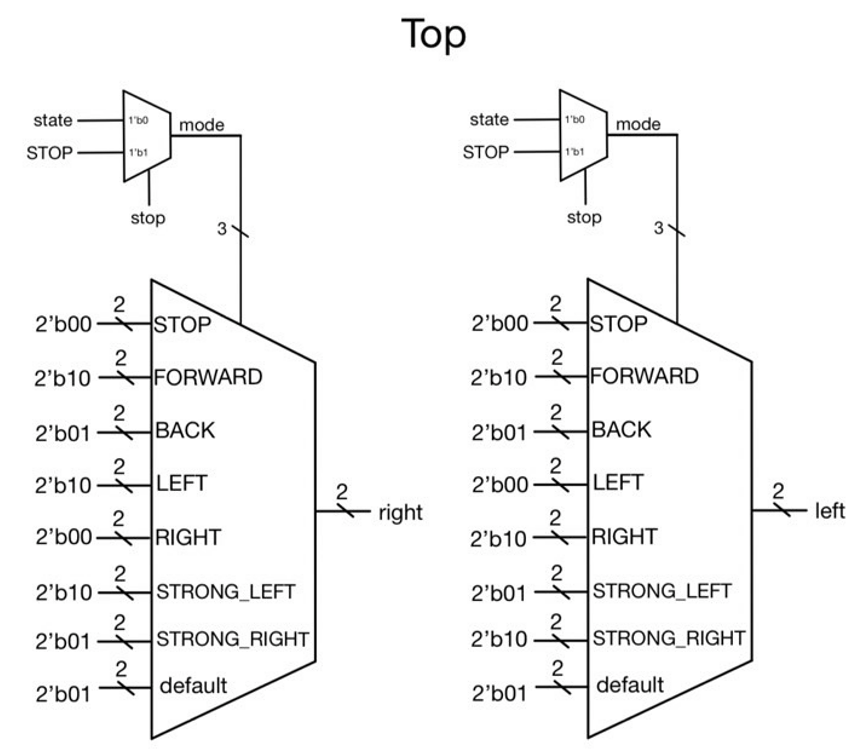 Top
state
1'b0
mode
STOP
1'b1
stop
3
2
2'b00
STOP
2
2'b10
FORWARD
2
2'b01
BACK
2
2'b10
LEFT
2
2'b00
RIGHT
2
2'b10
STRONG_LEFT
2
2'b01
STRONG_RIGHT
2
2'b01
default
2
right
state
1'b0
mode
STOP
1'b1
stop
3
2
2'b00
STOP
2
2'b10
FORWARD
2
2'b01
BACK
2
2'b00
LEFT
2
2'b10
RIGHT
2
2'b01
STRONG_LEFT
2
2'b10
STRONG_RIGHT
2
2'b01
default
2
left